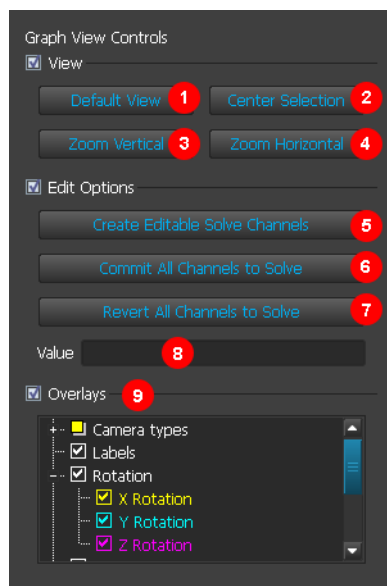 Graph View Controls
View
Default View 1 Center Selection 2
Zoom Vertical 3 Zoom Horizontal 4
Edit Options
Create Editable Solve Channels 5
Commit All Channels to Solve 6
Revert All Channels to Solve 7
Value 8
Overlays 9
Camera types
Labels
Rotation
X Rotation
Y Rotation
Z Rotation